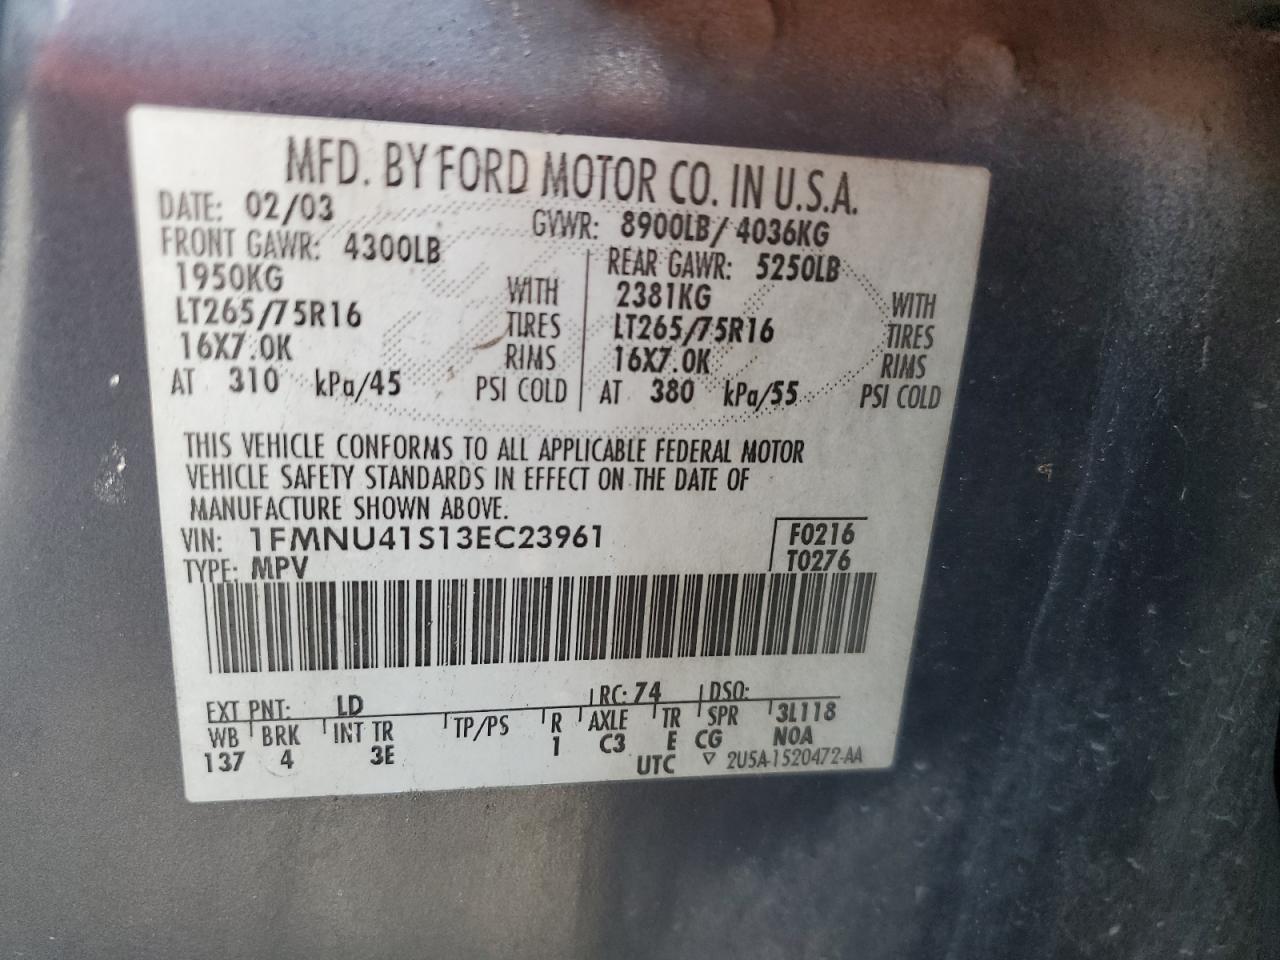 MFD. BY FORD MOTOR CO. IN U.S.A.
DATE: 02/03 GVWR: 8900LB/ 4036KG
FRONT GAWR: 4300LB REAR GAWR: 5250LB
1950KG WITH 2381KG WITH
LT265/75R16 TIRES LT265/75R16 TIRES
16X7.0K RIMS 16X7.0K RIMS
AT 310 kPa/45 PSI COLD AT 380 kPa/55 PSI COLD
THIS VEHICLE CONFORMS TO ALL APPLICABLE FEDERAL MOTOR
VEHICLE SAFETY STANDARDS IN EFFECT ON THE DATE OF
MANUFACTURE SHOWN ABOVE.
VIN: 1FMNU41S13EC23961 F0216
TYPE: MPV T0276
EXT PNT: LD RC: 74 DSO:
WB BRK INT TR TP/PS R AXLE TR SPR 3L118
137 4 3E 1 C3 E CG NOA
UTC ▽ 2U5A-1520472-AA